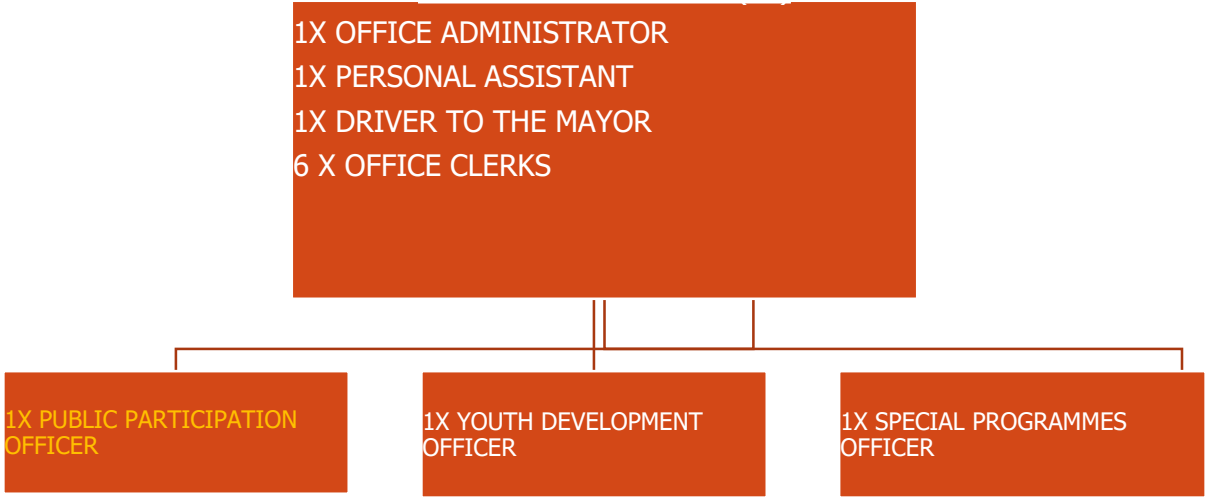 1X OFFICE ADMINISTRATOR
1X PERSONAL ASSISTANT
1X DRIVER TO THE MAYOR
6 X OFFICE CLERKS
1X PUBLIC PARTICIPATION
OFFICER
1X YOUTH DEVELOPMENT
OFFICER
1X SPECIAL PROGRAMMES
OFFICER